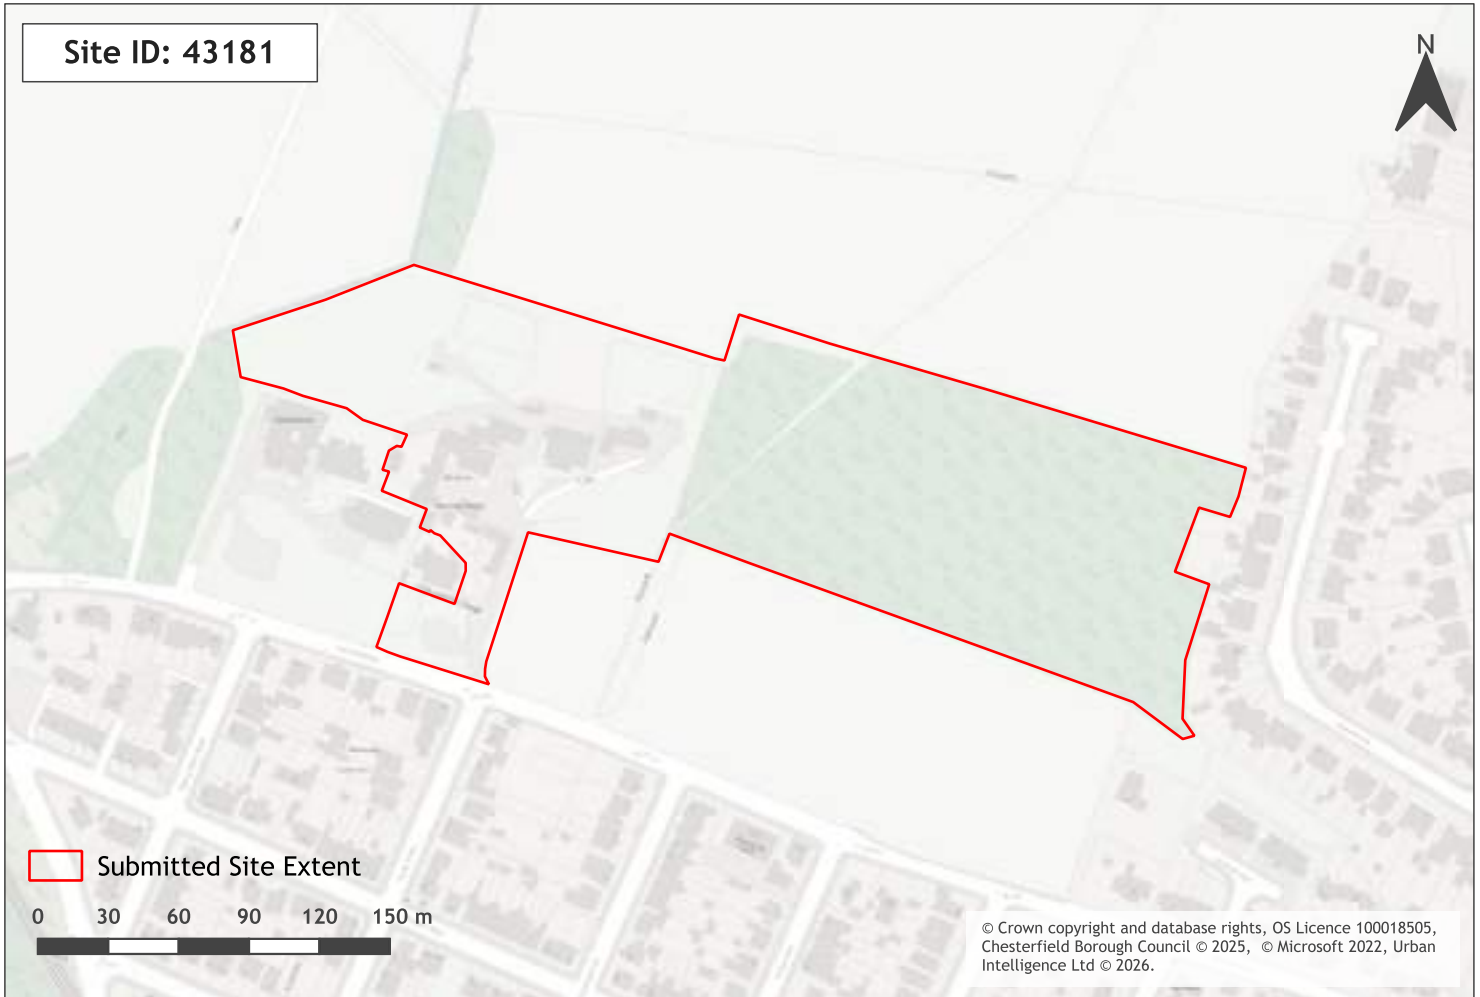 Site ID: 43181
N
Submitted Site Extent
0 30 60 90 120 150 m
© Crown copyright and database rights, OS Licence 100018505,
Chesterfield Borough Council © 2025, © Microsoft 2022, Urban
Intelligence Ltd © 2026.